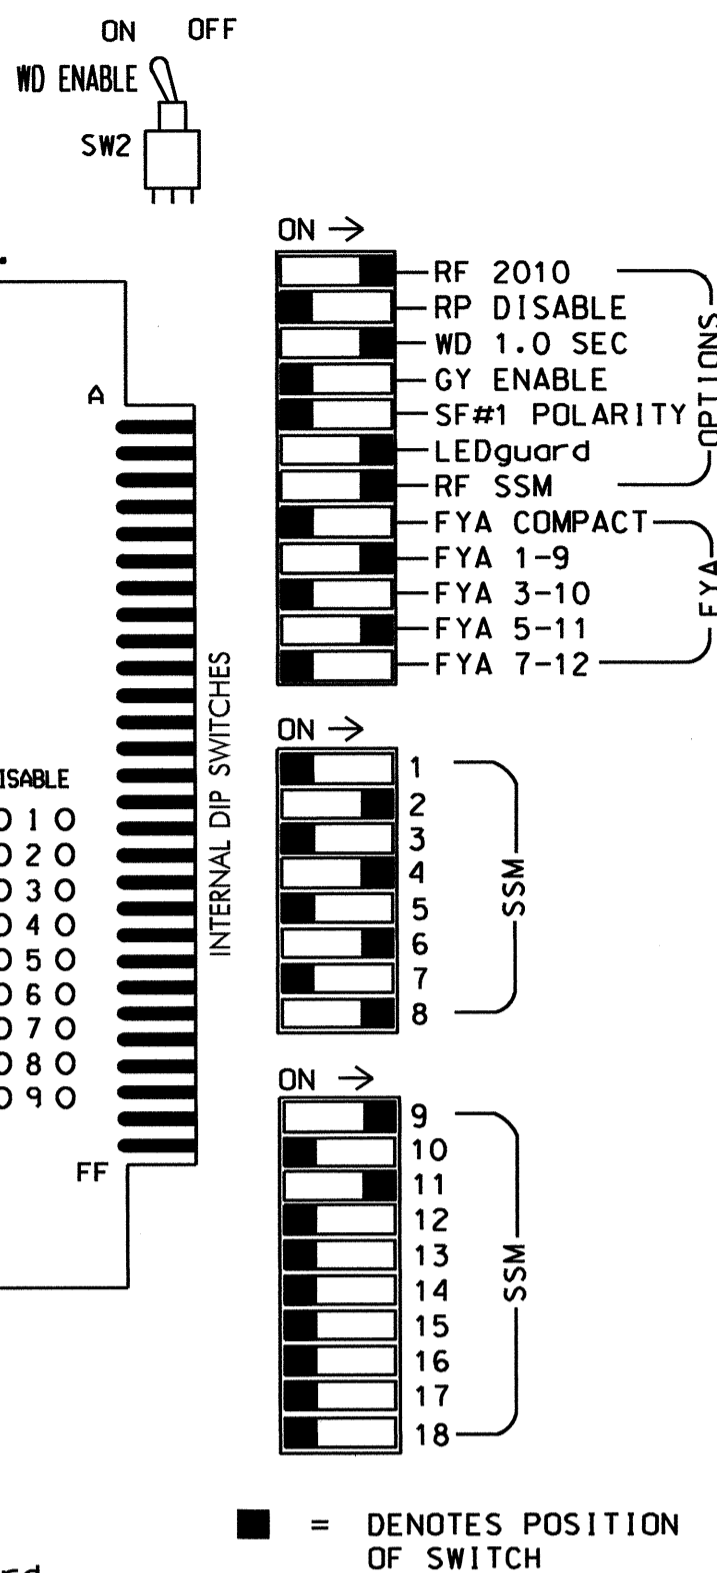 ON OFF
WD ENABLE
SW2
ON →
RF 2010
RP DISABLE
WD 1.0 SEC
GY ENABLE
SF#1 POLARITY
LEDguard
RF SSM
OPTIONS
FYA COMPACT
FYA 1-9
FYA 3-10
FYA 5-11
FYA 7-12
FYA
A
FF
INTERNAL DIP SWITCHES
ISABLE
1
2
3
4
5
6
7
8
9
ON →
1
2
3
4
5
6
7
8
SSM
ON →
9
10
11
12
13
14
15
16
17
18
SSM
= DENOTES POSITION
OF SWITCH